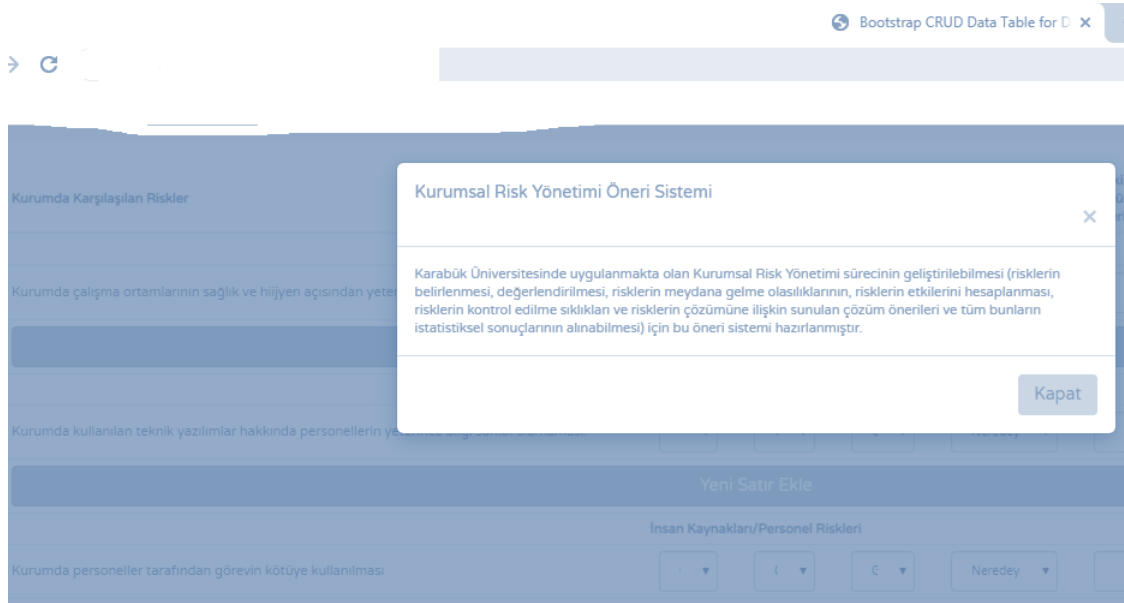 Bootstrap CRUD Data Table for D
Kurumda Karşılaşılan Riskler
Kurumsal Risk Yönetimi Öneri Sistemi
Karabük Üniversitesinde uygulanmakta olan Kurumsal Risk Yönetimi sürecinin geliştirilebilmesi (risklerin
belirlenmesi, değerlendirilmesi, risklerin meydana gelme olasılıklarının, risklerin etkilerini hesaplanması,
risklerin kontrol edilme sıklıkları ve risklerin çözümüne ilişkin sunulan çözüm önerileri ve tüm bunların
istatistiksel sonuçlarının alınabilmesi) için bu öneri sistemi hazırlanmıştır.
Kapat
Kurumda çalışma ortamlarının sağlık ve hiijyen açısından yeter
Kurumda kullanılan teknik yazılımlar hakkında personellerin
Neredey
Yeni Satır Ekle
İnsan Kaynakları/Personel Riskleri
Kurumda personeller tarafından görevin kötüye kullanılması
Neredey